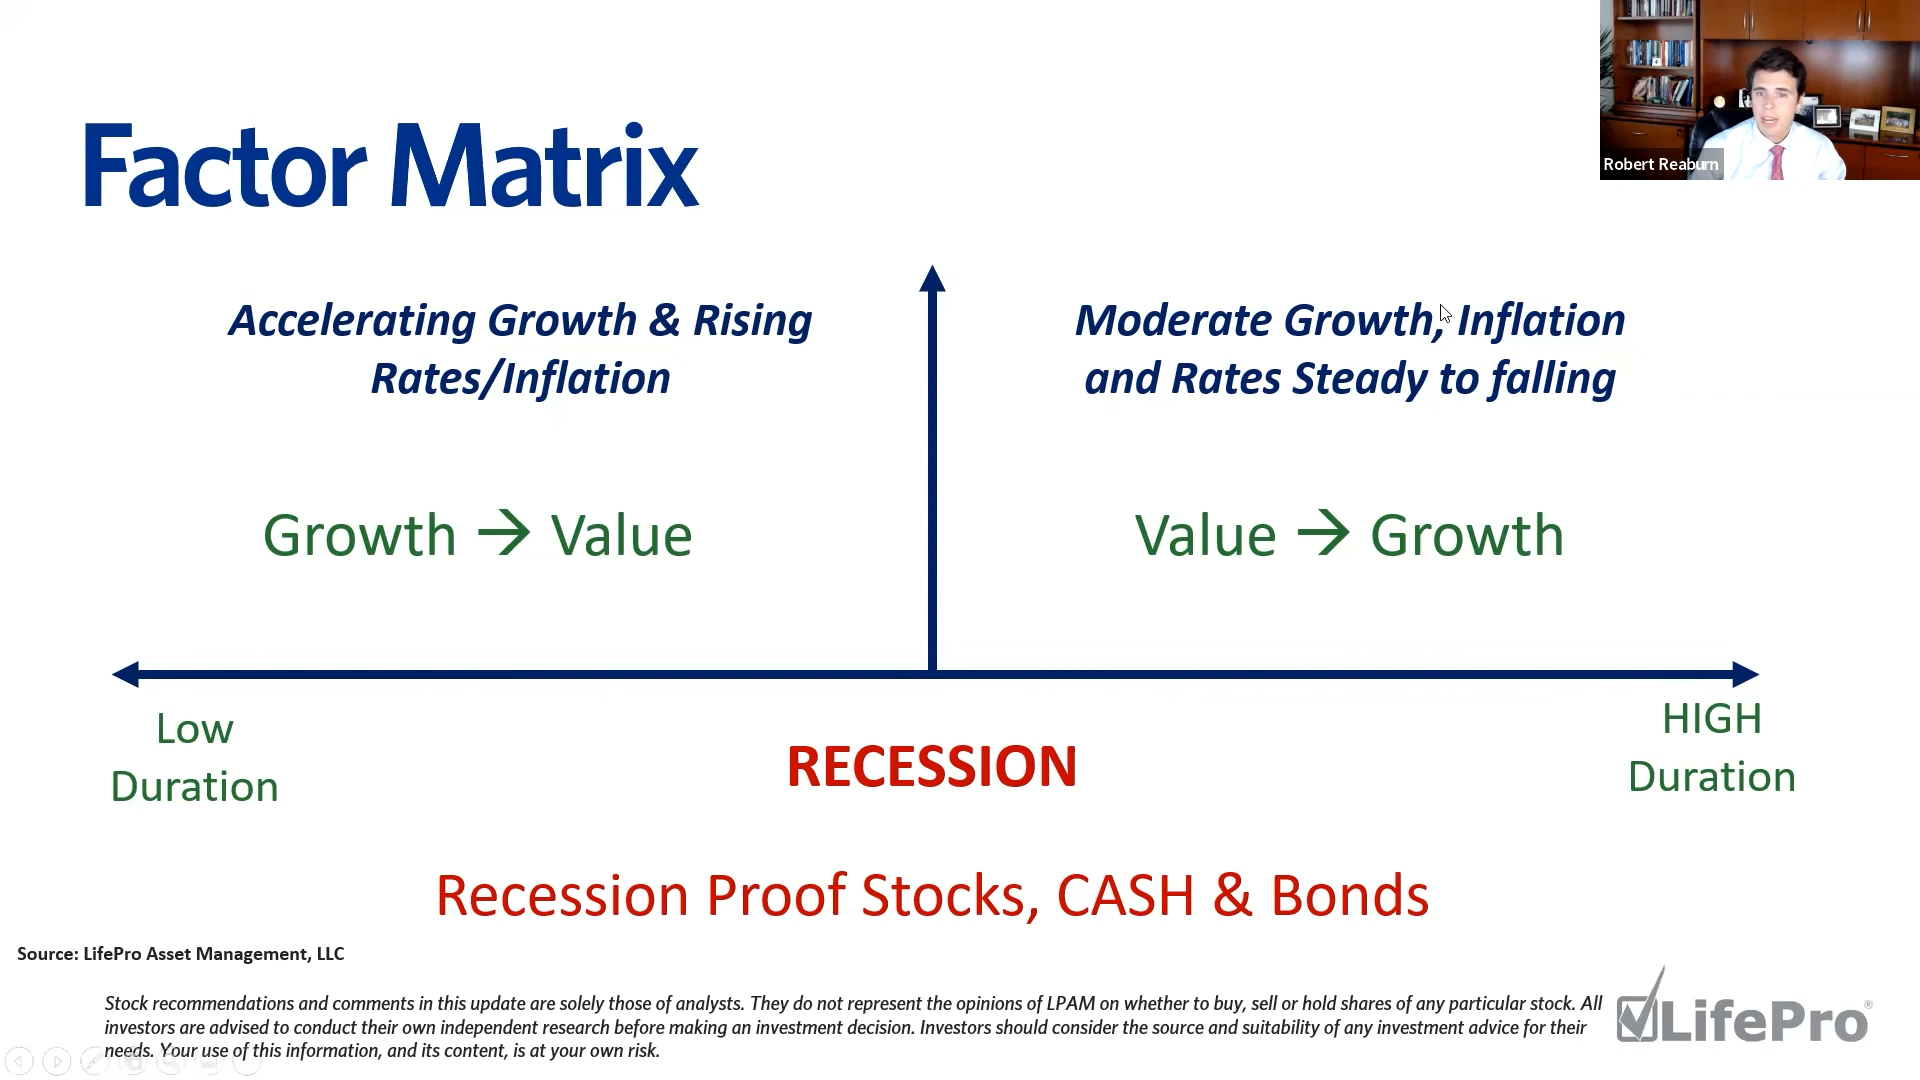 Robert Reaburn
Factor Matrix
Accelerating Growth & Rising
Rates/Inflation
Moderate Growth, Inflation
and Rates Steady to falling
Growth → Value
Value → Growth
Low
Duration
HIGH
Duration
RECESSION
Recession Proof Stocks, CASH & Bonds
Source: LifePro Asset Management, LLC
Stock recommendations and comments in this update are solely those of analysts. They do not represent the opinions of LPAM on whether to buy, sell or hold shares of any particular stock. All
investors are advised to conduct their own independent research before making an investment decision. Investors should consider the source and suitability of any investment advice for their
needs. Your use of this information, and its content, is at your own risk.
LifePro®